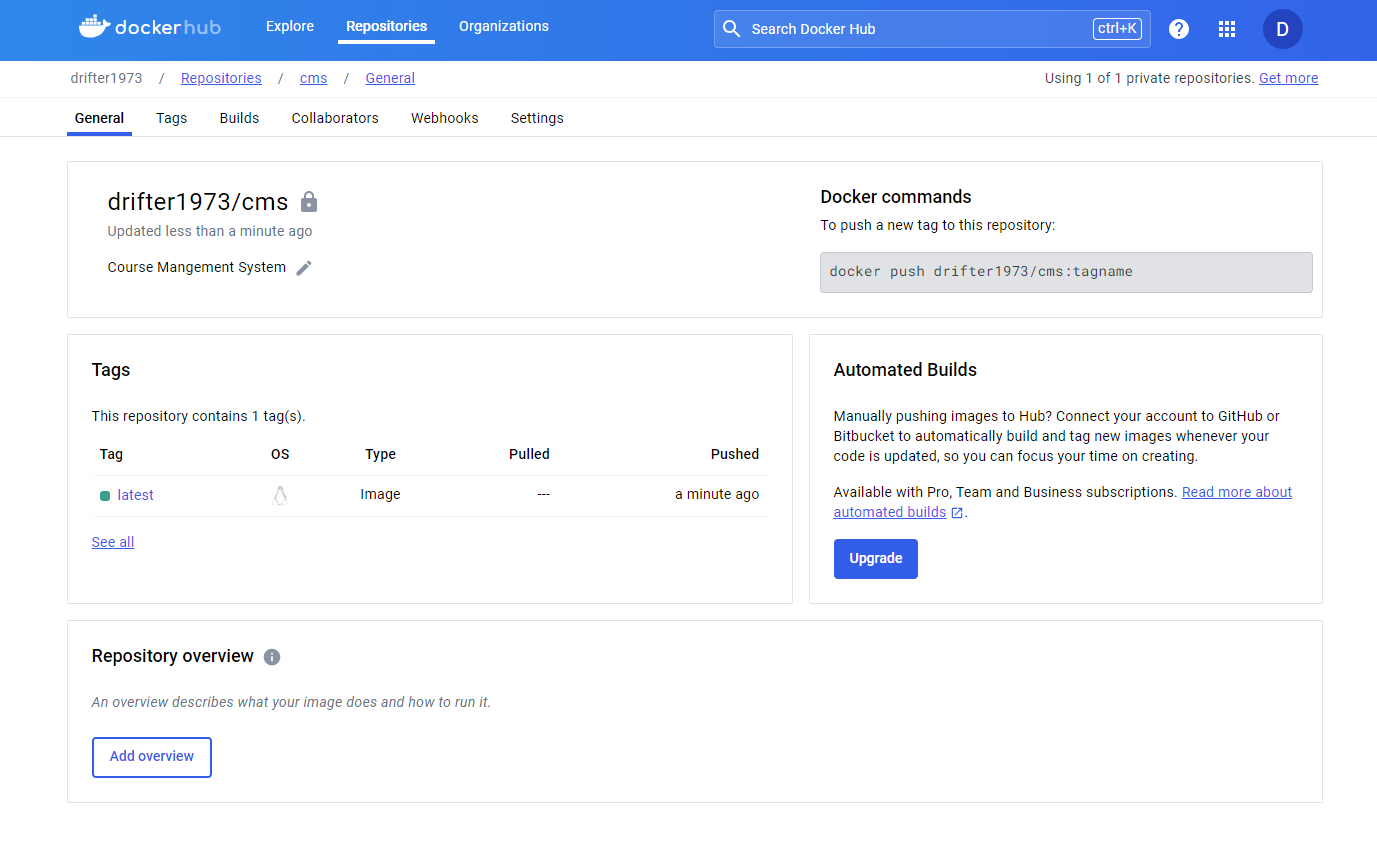 dockerhub Explore Repositories Organizations Search Docker Hub ctrl+K ? D
drifter1973 / Repositories / cms / General Using 1 of 1 private repositories. Get more
General Tags Builds Collaborators Webhooks Settings
drifter1973/cms
Updated less than a minute ago
Course Mangement System
Docker commands
To push a new tag to this repository:
docker push drifter1973/cms:tagname
Tags
This repository contains 1 tag(s).
Tag OS Type Pulled Pushed
latest Image --- a minute ago
See all
Automated Builds
Manually pushing images to Hub? Connect your account to GitHub or
Bitbucket to automatically build and tag new images whenever your
code is updated, so you can focus your time on creating.
Available with Pro, Team and Business subscriptions. Read more about
automated builds .
Upgrade
Repository overview
An overview describes what your image does and how to run it.
Add overview